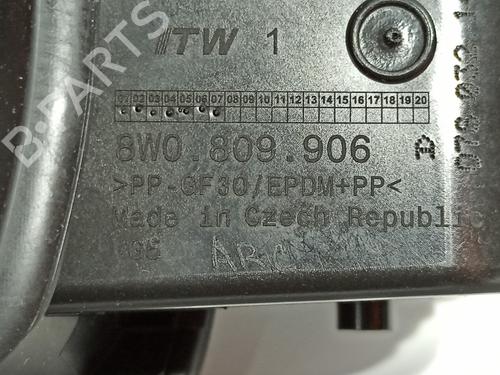 ITW 1
01 02 03 04 05 06 07 08 09 10 11 12 13 14 15 16 17 18 19 20
8W0.809.906 A
>PP-GF30/EPDM+PP<
Made in Czech Republic
B-PARTS